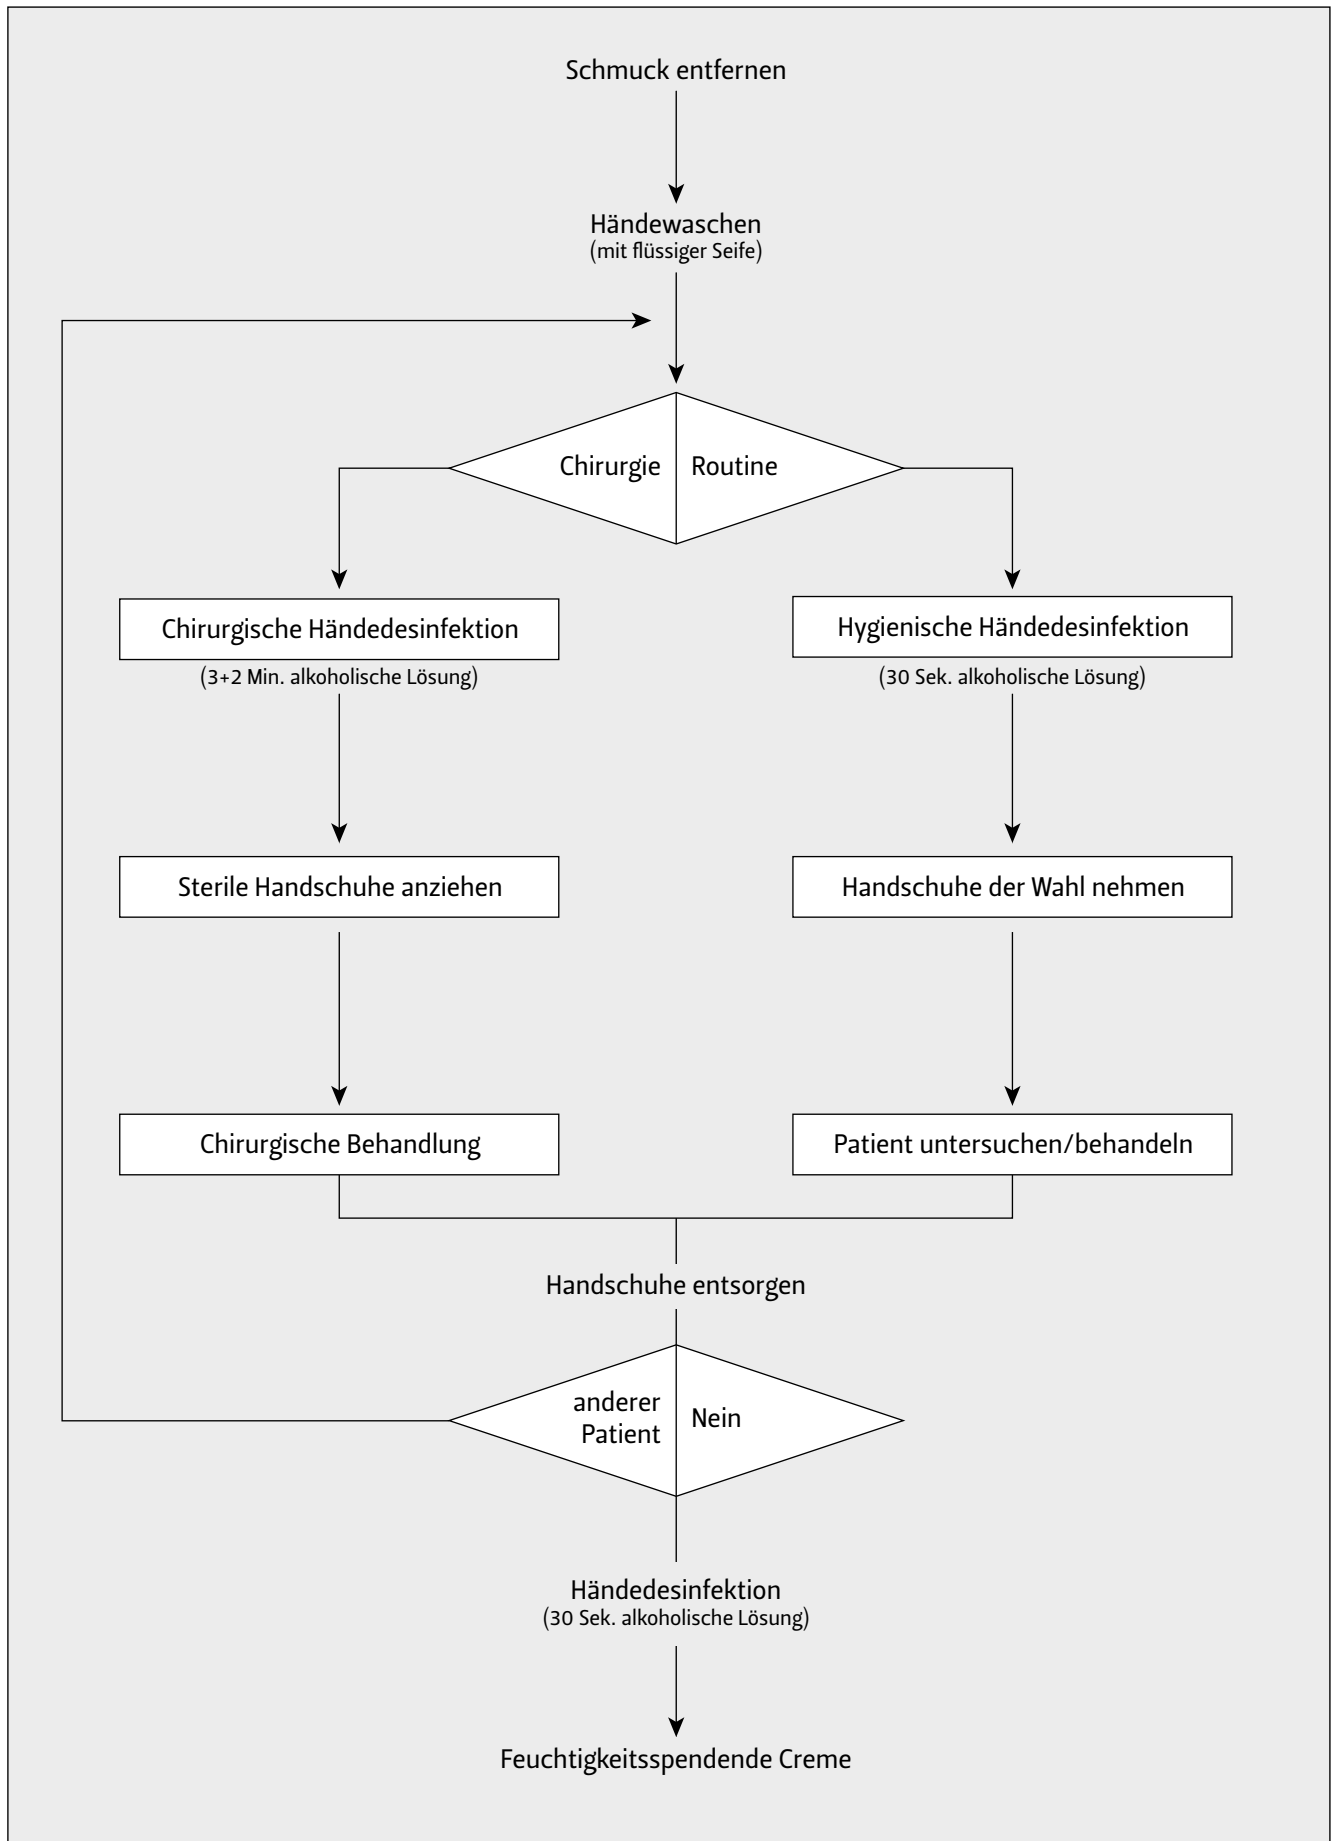 Schmuck entfernen
Händewaschen
(mit flüssiger Seife)
Chirurgie
Routine
Chirurgische Händedesinfektion
(3+2 Min. alkoholische Lösung)
Hygienische Händedesinfektion
(30 Sek. alkoholische Lösung)
Sterile Handschuhe anziehen
Handschuhe der Wahl nehmen
Chirurgische Behandlung
Patient untersuchen/behandeln
Handschuhe entsorgen
anderer
Patient
Nein
Händedesinfektion
(30 Sek. alkoholische Lösung)
Feuchtigkeitsspendende Creme